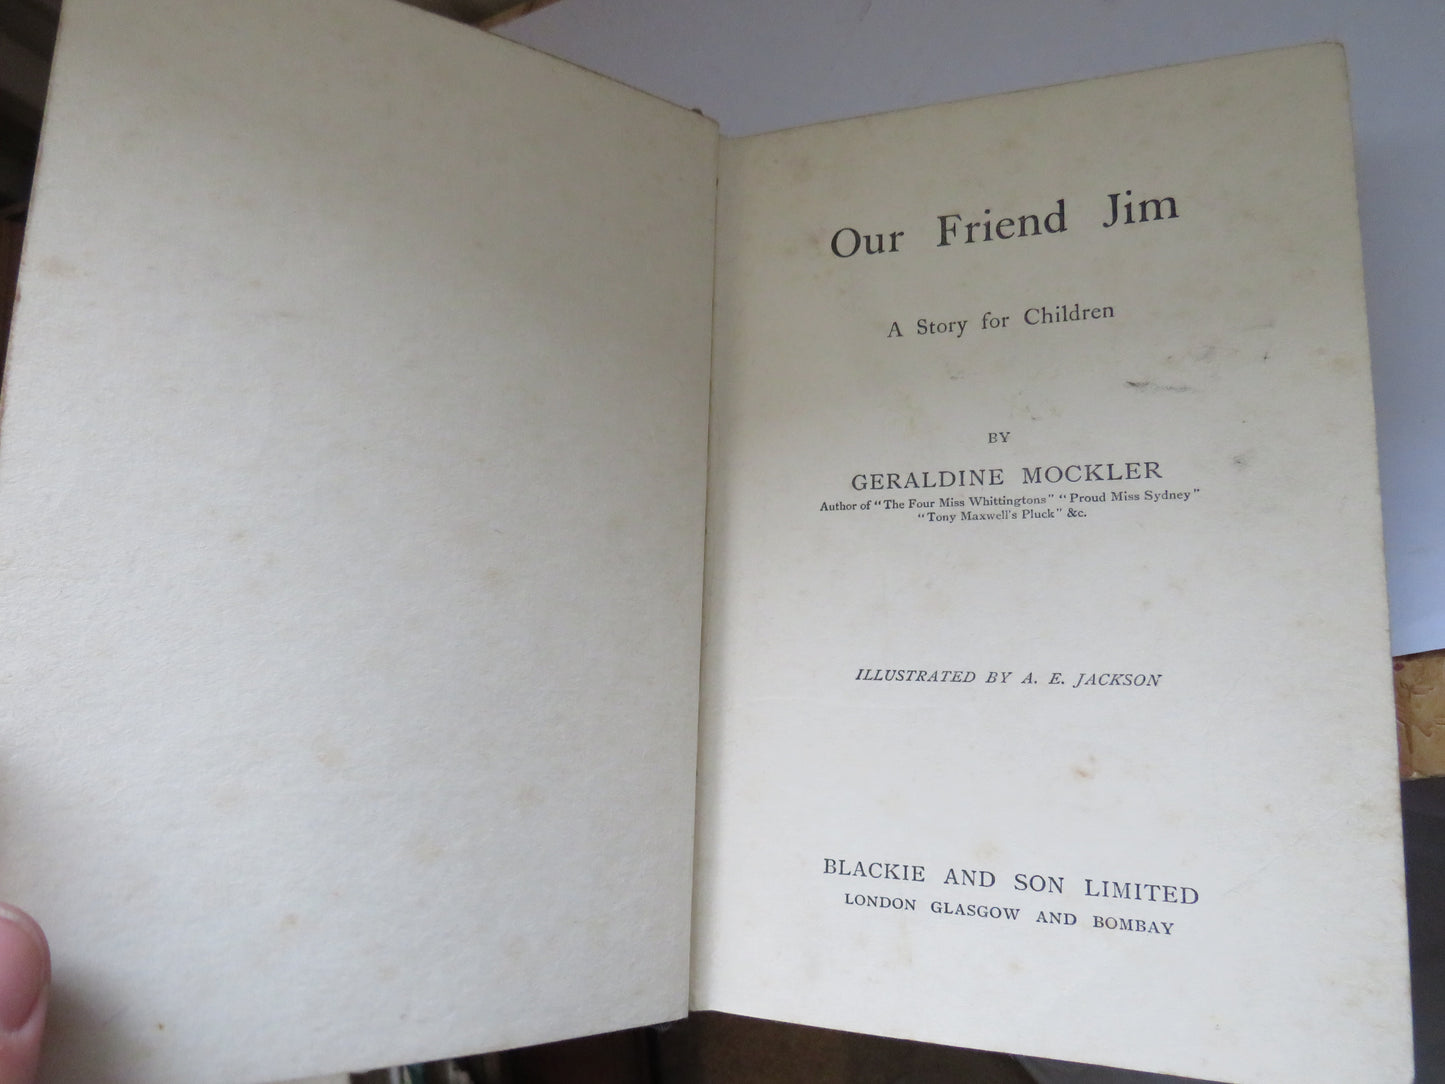 Our Friend Jim
A Story for Children
BY
GERALDINE MOCKLER
Author of "The Four Miss Whittingtons" "Proud Miss Sydney"
"Tony Maxwell's Pluck" &c.
ILLUSTRATED BY A. E. JACKSON
BLACKIE AND SON LIMITED
LONDON GLASGOW AND BOMBAY